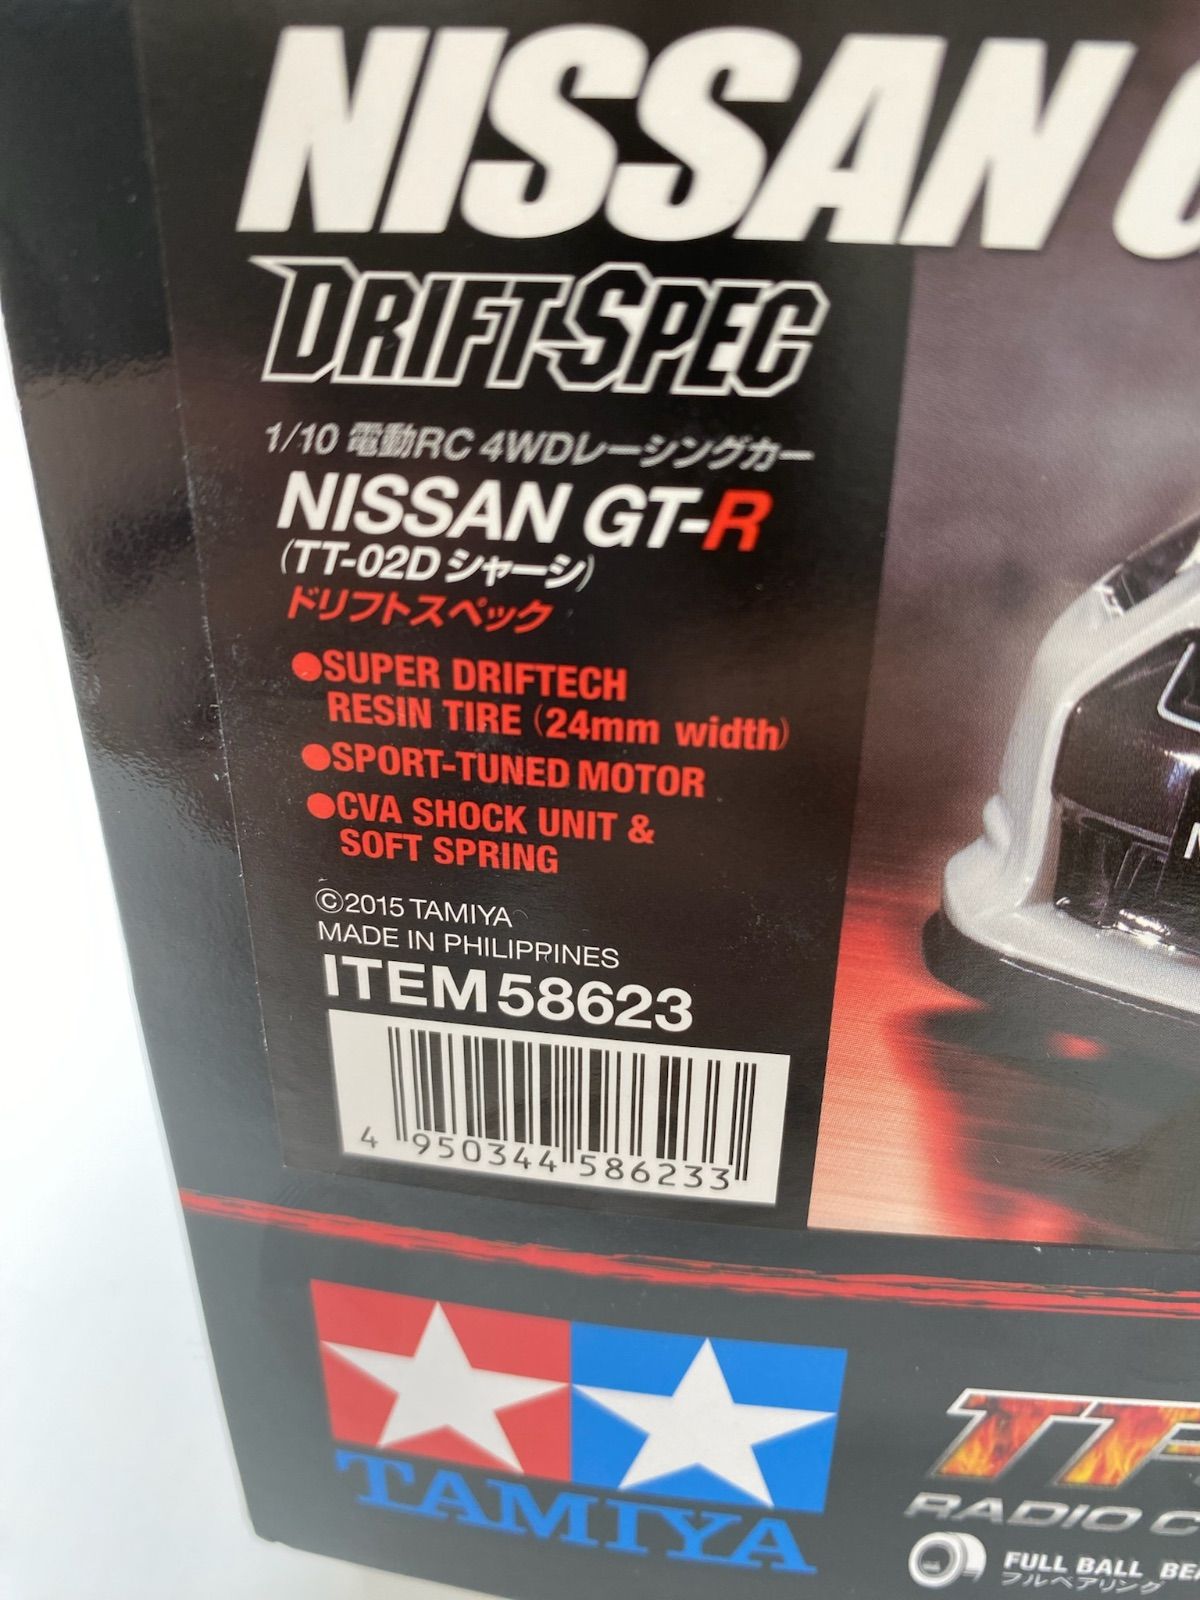 NISSAN
DRIFT-SPEC
1/10 電動RC 4WDレーシングカー
NISSAN GT-R
(TT-02D シャーシ)
ドリフトスペック
●SUPER DRIFTECH
RESIN TIRE (24mm width)
●SPORT-TUNED MOTOR
●CVA SHOCK UNIT &
SOFT SPRING
©2015 TAMIYA
MADE IN PHILIPPINES
ITEM 58623
4 950344 586233
TAMIYA
RADIO
FULL BALL
フルベアリング